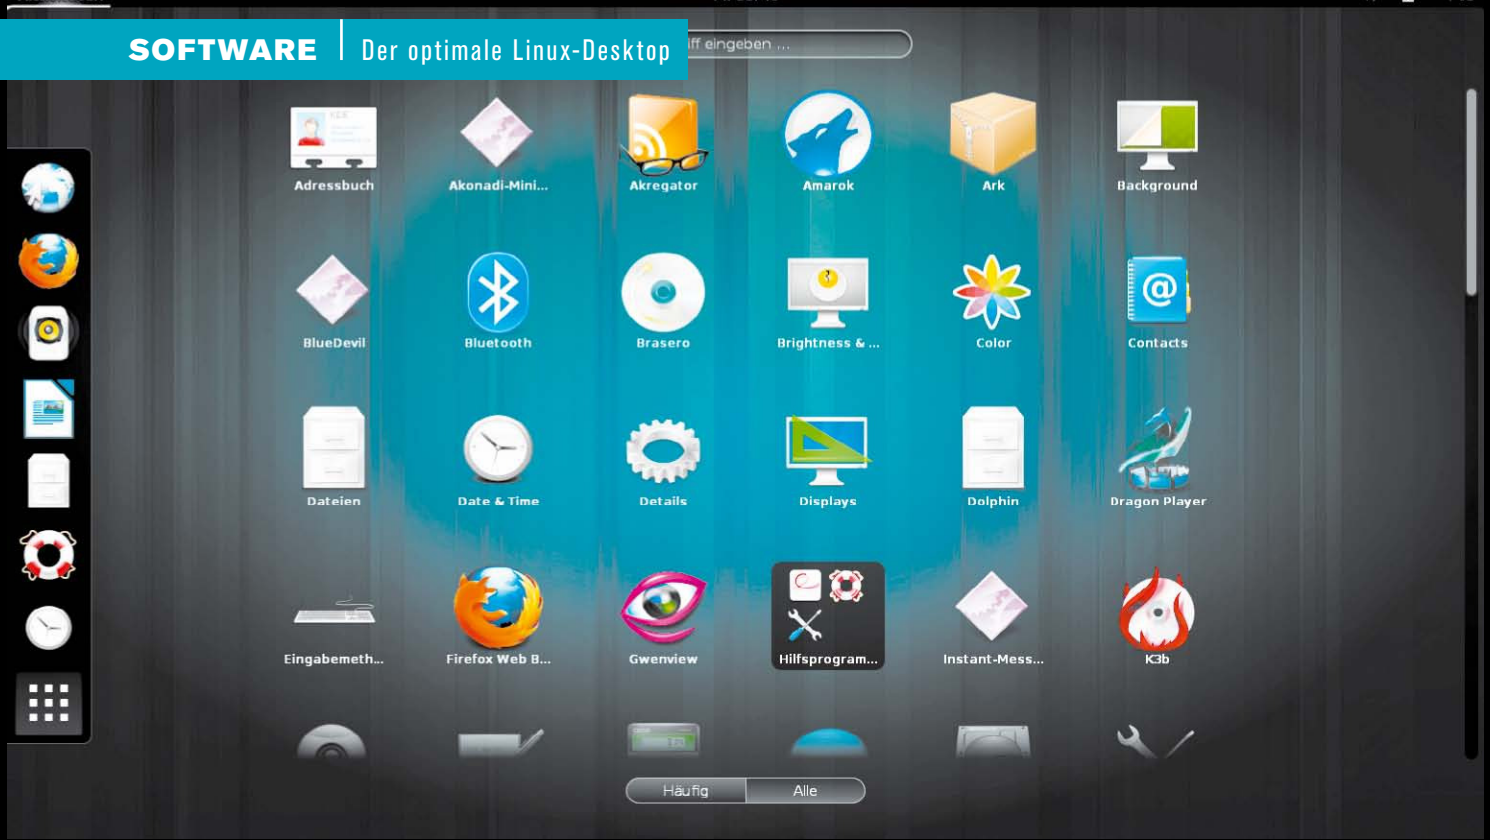 SOFTWARE Der optimale Linux-Desktop
eingeben ...
Adressbuch Akonadi-Mini... Akregator Amarok Ark Background
BlueDevil Bluetooth Brasero Brightness & ... Color Contacts
Dateien Date & Time Details Displays Dolphin Dragon Player
Eingabemeth... Firefox Web B... Gwenview Hilfsprogram... Instant-Mess... K3b
Häufig Alle